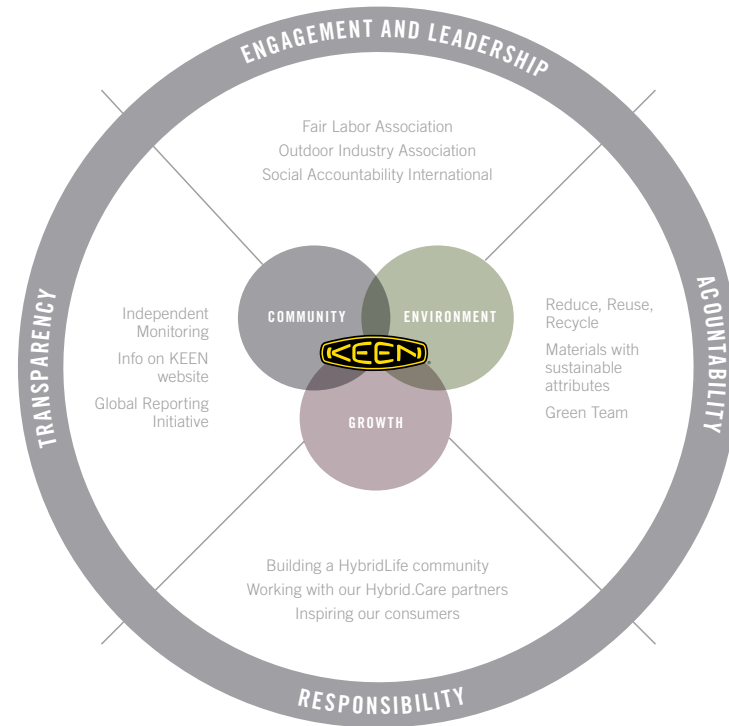 ENGAGEMENT AND LEADERSHIP
Fair Labor Association
Outdoor Industry Association
Social Accountability International
TRANSPARENCY
Independent
Monitoring
Info on KEEN
website
Global Reporting
Initiative
COMMUNITY
ENVIRONMENT
KEEN
GROWTH
Reduce, Reuse,
Recycle
Materials with
sustainable
attributes
Green Team
ACOUNTABILITY
Building a HybridLife community
Working with our Hybrid.Care partners
Inspiring our consumers
RESPONSIBILITY